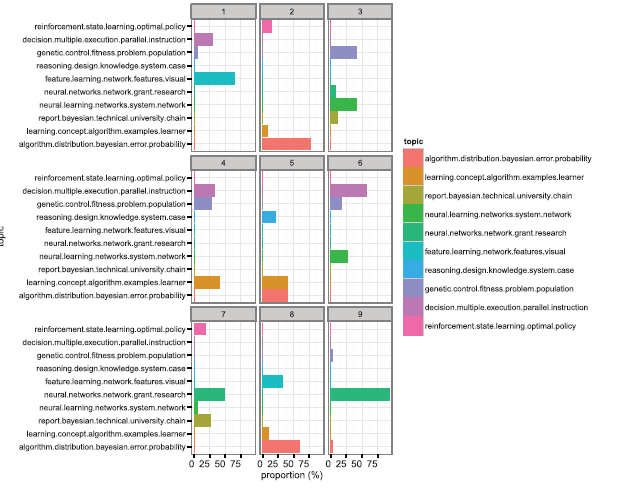 1 2 3
reinforcement.state.learning.optimal.policy
decision.multiple.execution.parallel.instruction
genetic.control.fitness.problem.population
reasoning.design.knowledge.system.case
feature.learning.network.features.visual
neural.networks.network.grant.research
neural.learning.networks.system.network
report.bayesian.technical.university.chain
learning.concept.algorithm.examples.learner
algorithm.distribution.bayesian.error.probability
4 5 6
reinforcement.state.learning.optimal.policy
decision.multiple.execution.parallel.instruction
genetic.control.fitness.problem.population
reasoning.design.knowledge.system.case
feature.learning.network.features.visual
neural.networks.network.grant.research
neural.learning.networks.system.network
report.bayesian.technical.university.chain
learning.concept.algorithm.examples.learner
algorithm.distribution.bayesian.error.probability
7 8 9
reinforcement.state.learning.optimal.policy
decision.multiple.execution.parallel.instruction
genetic.control.fitness.problem.population
reasoning.design.knowledge.system.case
feature.learning.network.features.visual
neural.networks.network.grant.research
neural.learning.networks.system.network
report.bayesian.technical.university.chain
learning.concept.algorithm.examples.learner
algorithm.distribution.bayesian.error.probability
0 25 50 75 0 25 50 75 0 25 50 75
proportion (%)
topic
topic
algorithm.distribution.bayesian.error.probability
learning.concept.algorithm.examples.learner
report.bayesian.technical.university.chain
neural.learning.networks.system.network
neural.networks.network.grant.research
feature.learning.network.features.visual
reasoning.design.knowledge.system.case
genetic.control.fitness.problem.population
decision.multiple.execution.parallel.instruction
reinforcement.state.learning.optimal.policy